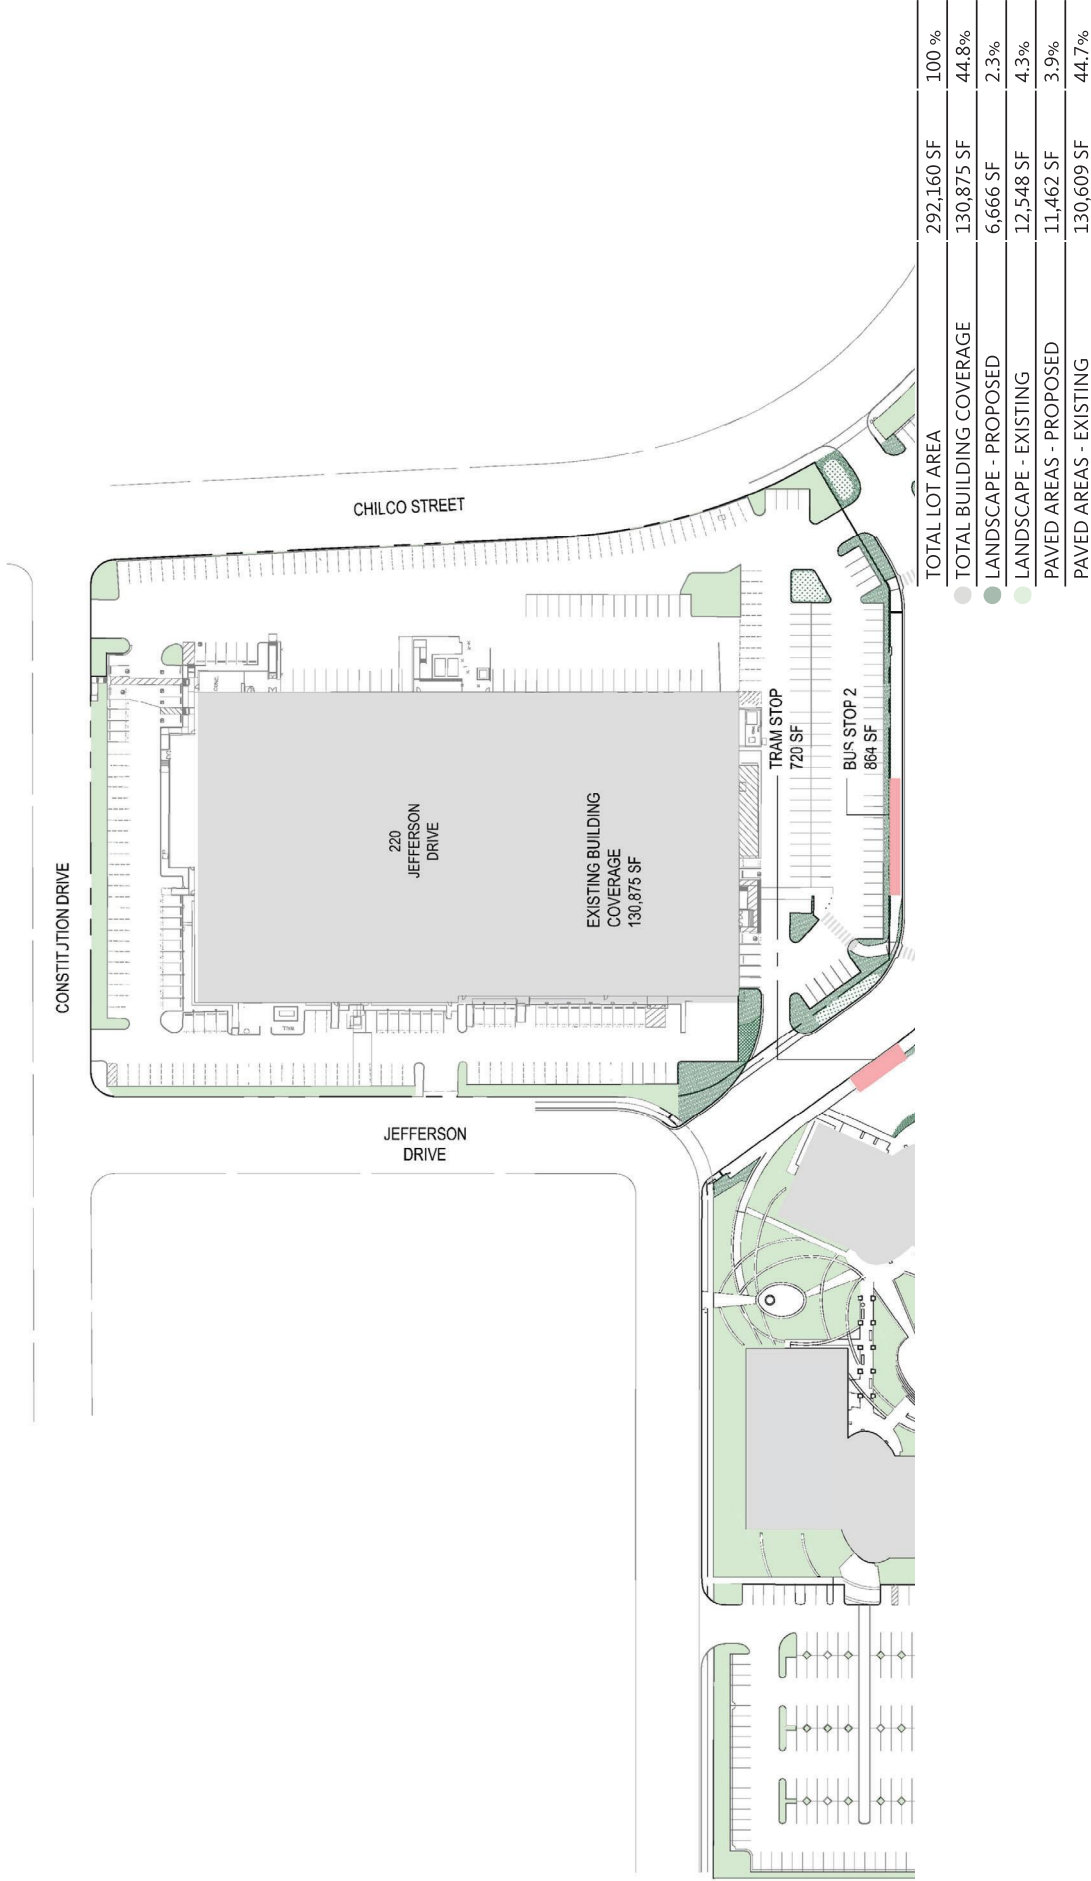 CONSTITJTION DRIVE
CHILCO STREET
220
JEFFERSON
DRIVE
EXISTING BUILDING
COVERAGE
130,875 SF
JEFFERSON
DRIVE
TRAM STOP
720 SF
BUS STOP 2
864 SF
TOTAL LOT AREA 292,160 SF 100 %
TOTAL BUILDING COVERAGE 130,875 SF 44.8%
LANDSCAPE - PROPOSED 6,666 SF 2.3%
LANDSCAPE - EXISTING 12,548 SF 4.3%
PAVED AREAS - PROPOSED 11,462 SF 3.9%
PAVED AREAS - EXISTING 130,609 SF 44.7%